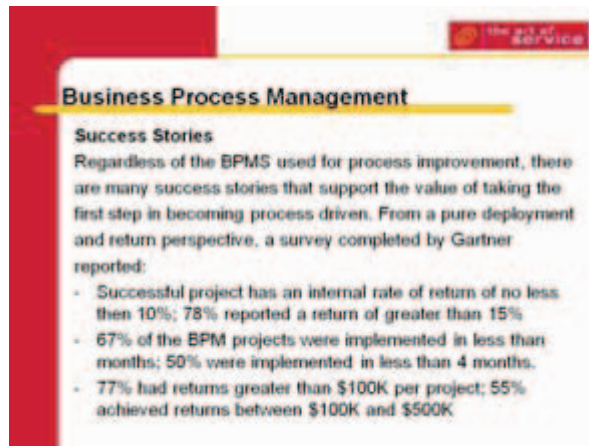 the art of
service
Business Process Management
Success Stories
Regardless of the BPMS used for process improvement, there
are many success stories that support the value of taking the
first step in becoming process driven. From a pure deployment
and return perspective, a survey completed by Gartner
reported:
- Successful project has an internal rate of return of no less
then 10%; 78% reported a return of greater than 15%
- 67% of the BPM projects were implemented in less than
months; 50% were implemented in less than 4 months.
- 77% had returns greater than $100K per project; 55%
achieved returns between $100K and $500K